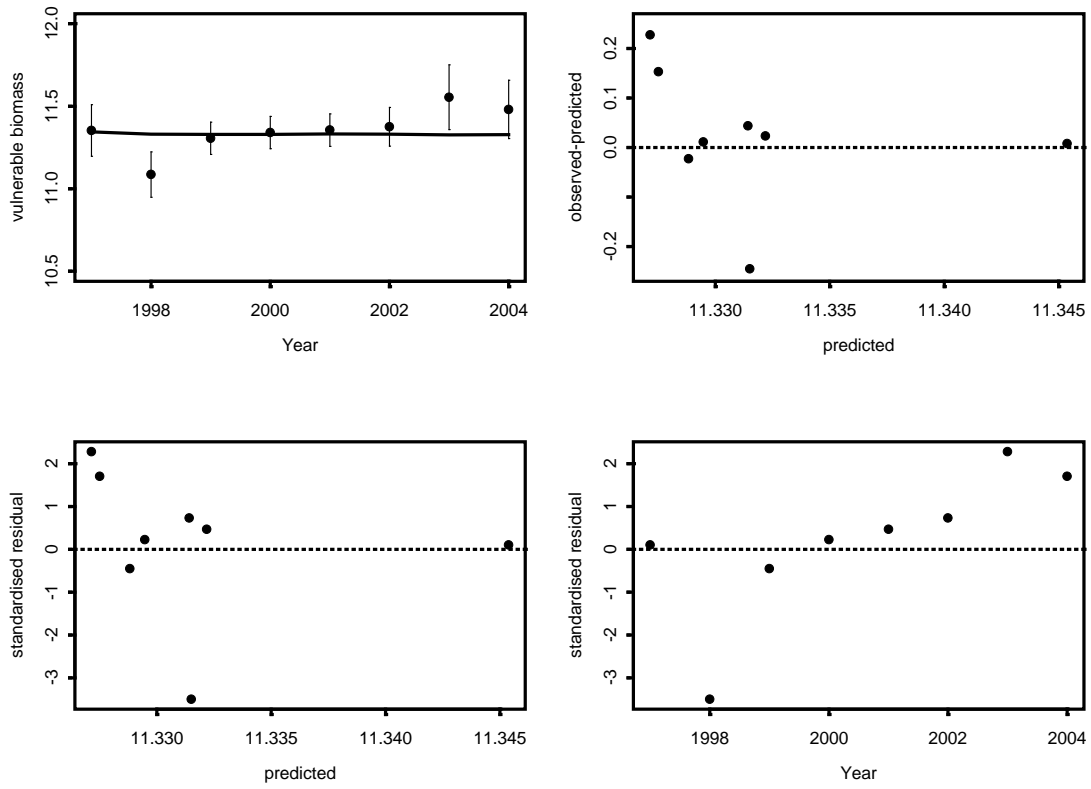 vulnerable biomass
12.0
11.5
11.0
10.5
1998 2000 2002 2004
Year
observed-predicted
0.2
0.1
0.0
-0.2
11.330 11.335 11.340 11.345
predicted
standardised residual
2
1
0
-1
-2
-3
11.330 11.335 11.340 11.345
predicted
standardised residual
2
1
0
-1
-2
-3
1998 2000 2002 2004
Year